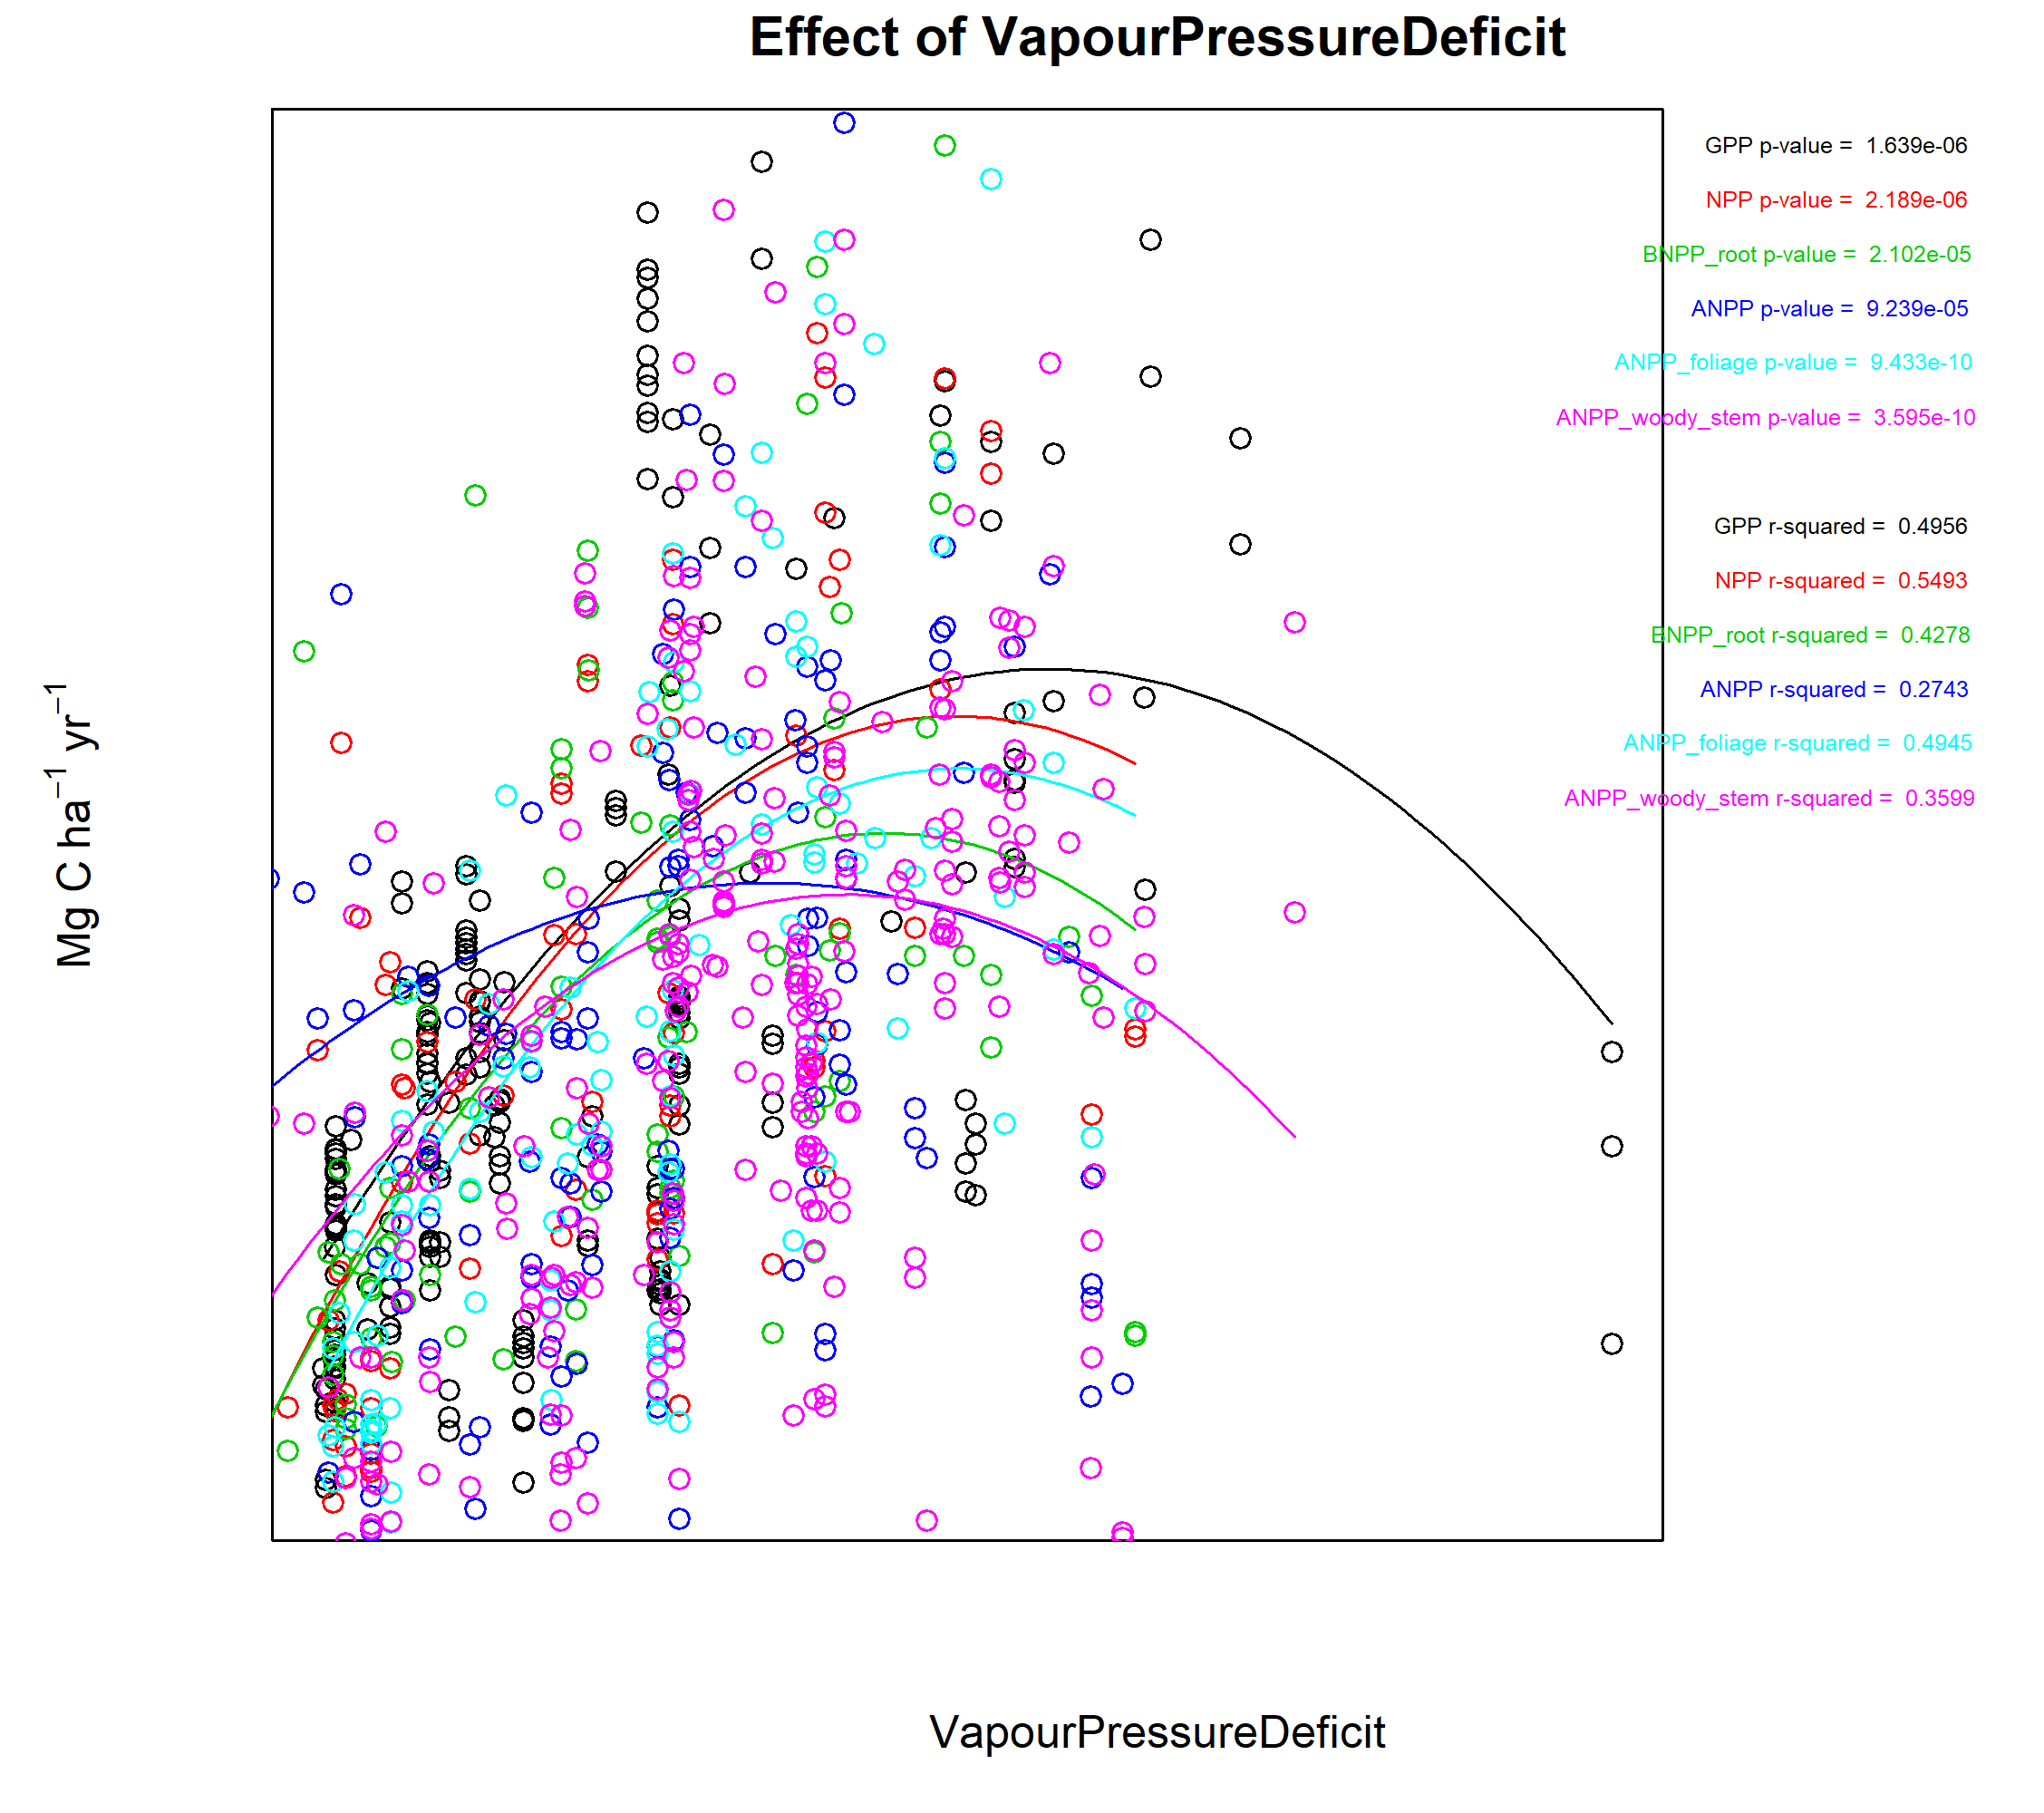 Effect of VapourPressureDeficit
GPP p-value = 1.639e-06
NPP p-value = 2.189e-06
BNPP_root p-value = 2.102e-05
ANPP p-value = 9.239e-05
ANPP_foliage p-value = 9.433e-10
ANPP_woody_stem p-value = 3.595e-10
GPP r-squared = 0.4956
NPP r-squared = 0.5493
BNPP_root r-squared = 0.4278
ANPP r-squared = 0.2743
ANPP_foliage r-squared = 0.4945
ANPP_woody_stem r-squared = 0.3599
Mg C ha⁻¹ yr⁻¹
VapourPressureDeficit